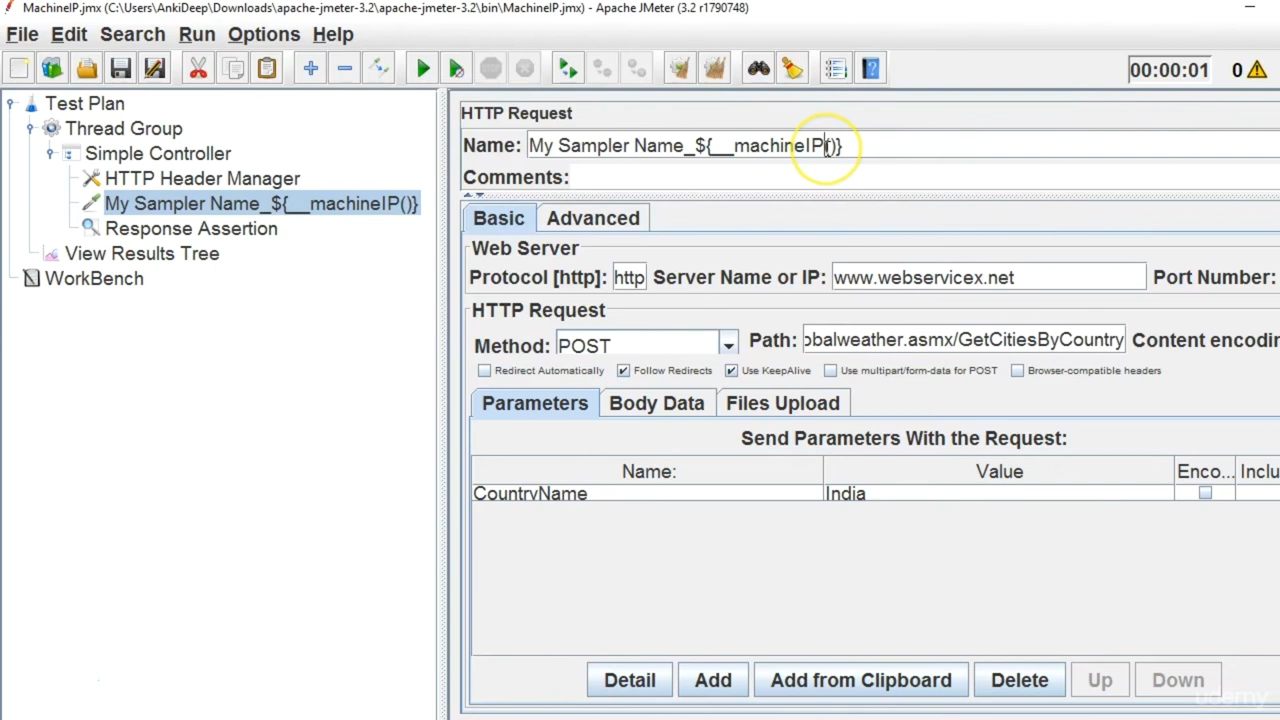 MachineIP.jmx (C:\Users\AnkiDeep\Downloads\apache-jmeter-3.2\apache-jmeter-3.2\bin\MachineIP.jmx) - Apache JMeter (3.2 r1790748)
File Edit Search Run Options Help
00:00:01 0
Test Plan
Thread Group
Simple Controller
HTTP Header Manager
My Sampler Name_${__machineIP()}
Response Assertion
View Results Tree
WorkBench
HTTP Request
Name: My Sampler Name_${__machineIP()}
Comments:
Basic Advanced
Web Server
Protocol [http]: http Server Name or IP: www.webservicex.net Port Number:
HTTP Request
Method: POST Path: obalweather.asmx/GetCitiesByCountry Content encodin
Redirect Automatically Follow Redirects Use KeepAlive Use multipart/form-data for POST Browser-compatible headers
Parameters Body Data Files Upload
Send Parameters With the Request:
Name: Value Enco... Inclu
CountryName India
Detail Add Add from Clipboard Delete Up Down
udemy